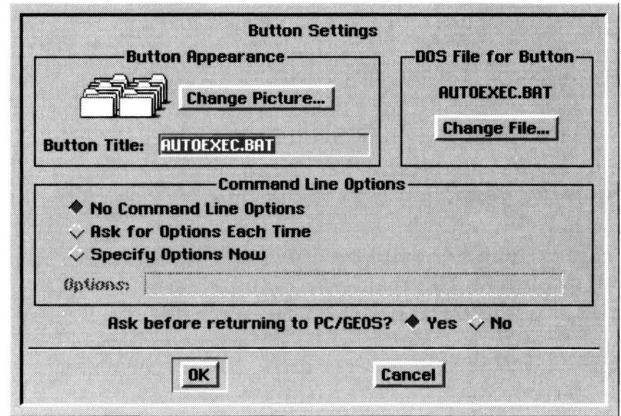 Button Settings
Button Appearance
Change Picture...
Button Title: AUTOEXEC.BAT
DOS File for Button
AUTOEXEC.BAT
Change File...
Command Line Options
No Command Line Options
Ask for Options Each Time
Specify Options Now
Options:
Ask before returning to PC/GEOS? Yes No
OK
Cancel